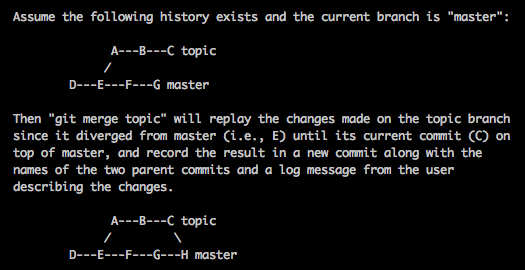 Assume the following history exists and the current branch is "master":
A---B---C topic
/
D---E---F---G master
Then "git merge topic" will replay the changes made on the topic branch
since it diverged from master (i.e., E) until its current commit (C) on
top of master, and record the result in a new commit along with the
names of the two parent commits and a log message from the user
describing the changes.
A---B---C topic
/ \
D---E---F---G---H master